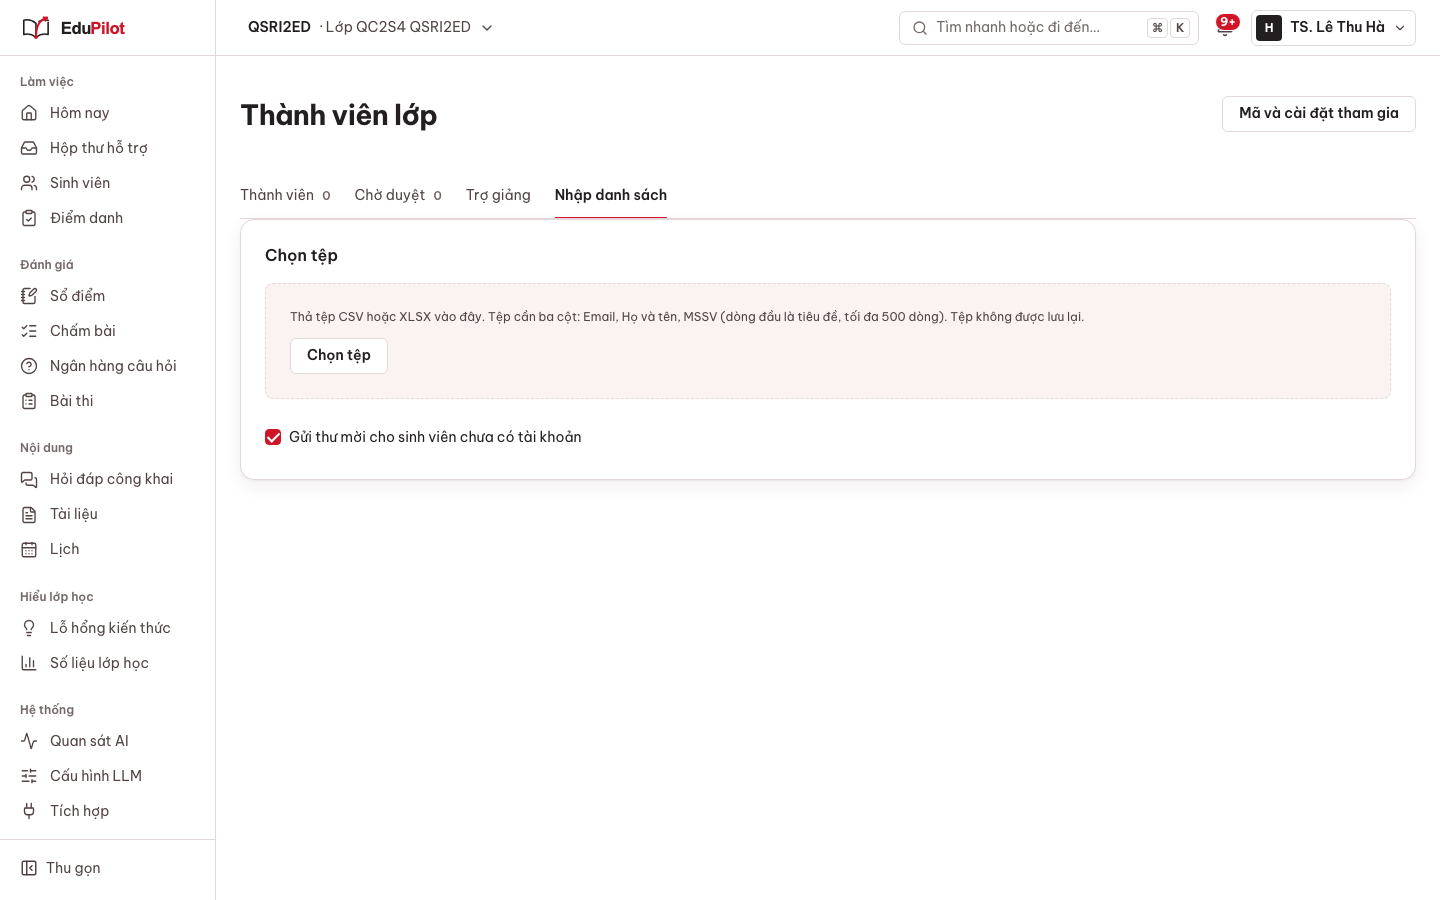 EduPilot
QSRI2ED · Lớp QC2S4 QSRI2ED
Tìm nhanh hoặc đi đến...
⌘ K
9+
H
TS. Lê Thu Hà
Làm việc
Hôm nay
Hộp thư hỗ trợ
Sinh viên
Điểm danh
Đánh giá
Sổ điểm
Chấm bài
Ngân hàng câu hỏi
Bài thi
Nội dung
Hỏi đáp công khai
Tài liệu
Lịch
Hiểu lớp học
Lỗ hổng kiến thức
Số liệu lớp học
Hệ thống
Quan sát AI
Cấu hình LLM
Tích hợp
Thu gọn
Thành viên lớp
Mã và cài đặt tham gia
Thành viên 0
Chờ duyệt 0
Trợ giảng
Nhập danh sách
Chọn tệp
Thả tệp CSV hoặc XLSX vào đây. Tệp cần ba cột: Email, Họ và tên, MSSV (dòng đầu là tiêu đề, tối đa 500 dòng). Tệp không được lưu lại.
Chọn tệp
Gửi thư mời cho sinh viên chưa có tài khoản